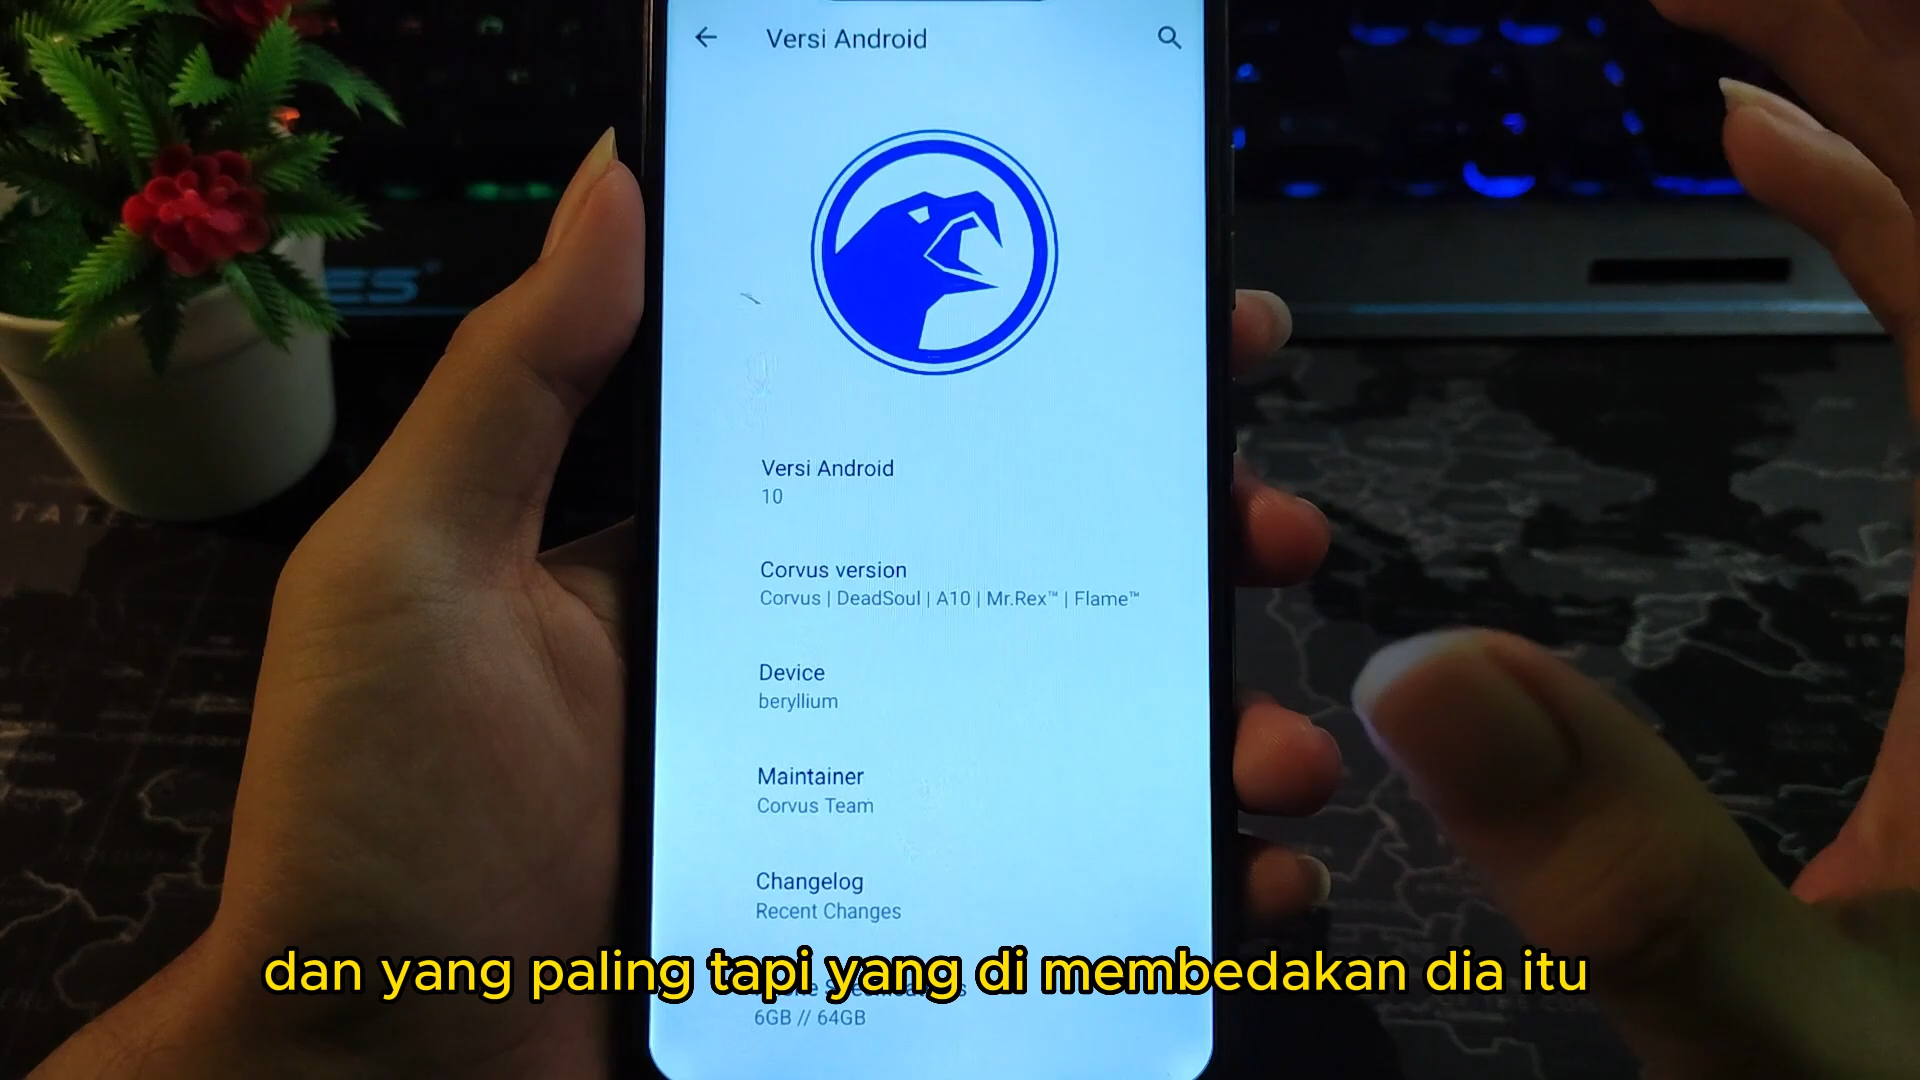 Versi Android
Versi Android
10
Corvus version
Corvus | DeadSoul | A10 | Mr.Rex™ | Flame™
Device
beryllium
Maintainer
Corvus Team
Changelog
Recent Changes
dan yang paling tapi yang di membedakan dia itu
6GB // 64GB